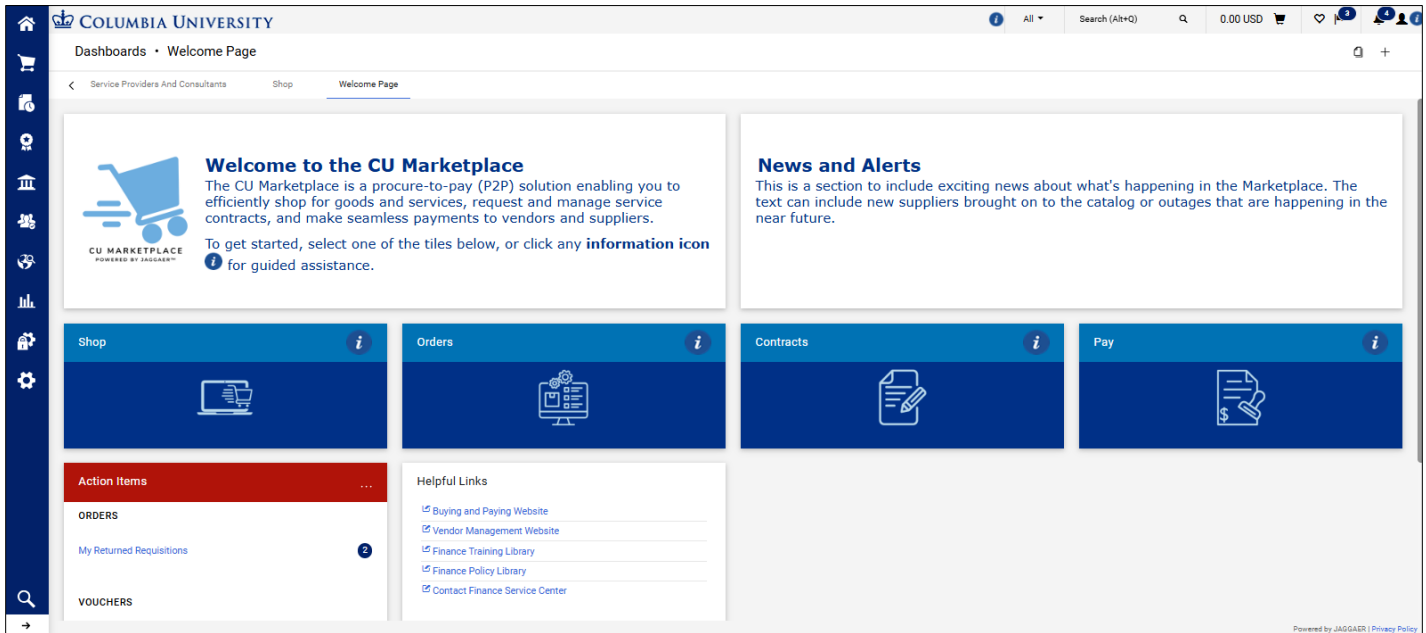 COLUMBIA UNIVERSITY
All
Search (Alt+Q)
0.00 USD
3
4
Dashboards • Welcome Page
Service Providers And Consultants
Shop
Welcome Page
Welcome to the CU Marketplace
The CU Marketplace is a procure-to-pay (P2P) solution enabling you to
efficiently shop for goods and services, request and manage service
contracts, and make seamless payments to vendors and suppliers.
To get started, select one of the tiles below, or click any information icon
i for guided assistance.
CU MARKETPLACE
POWERED BY JAGGAER™
News and Alerts
This is a section to include exciting news about what's happening in the Marketplace. The
text can include new suppliers brought on to the catalog or outages that are happening in the
near future.
Shop
i
Orders
i
Contracts
i
Pay
i
$
Action Items
...
ORDERS
My Returned Requisitions
2
VOUCHERS
Helpful Links
Buying and Paying Website
Vendor Management Website
Finance Training Library
Finance Policy Library
Contact Finance Service Center
Powered by JAGGAER | Privacy Policy